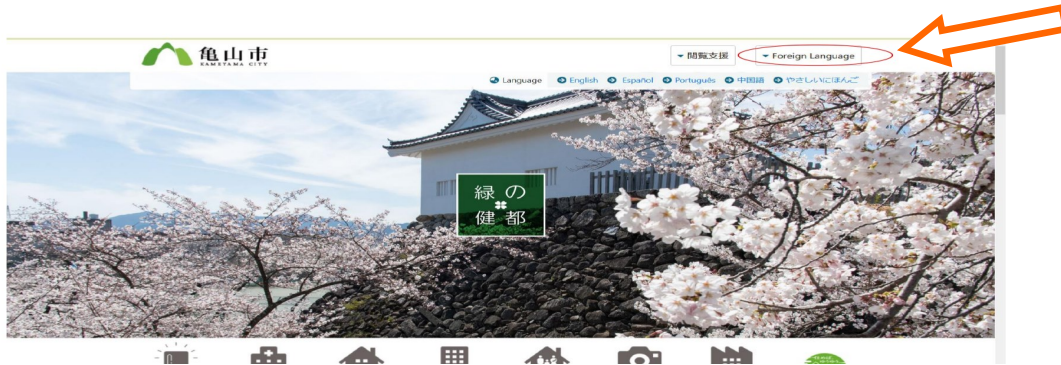 亀山市
KAMEYAMA CITY
閲覧支援
Foreign Language
Language English Español Português 中国語 やさしいにほんご
緑の
健都